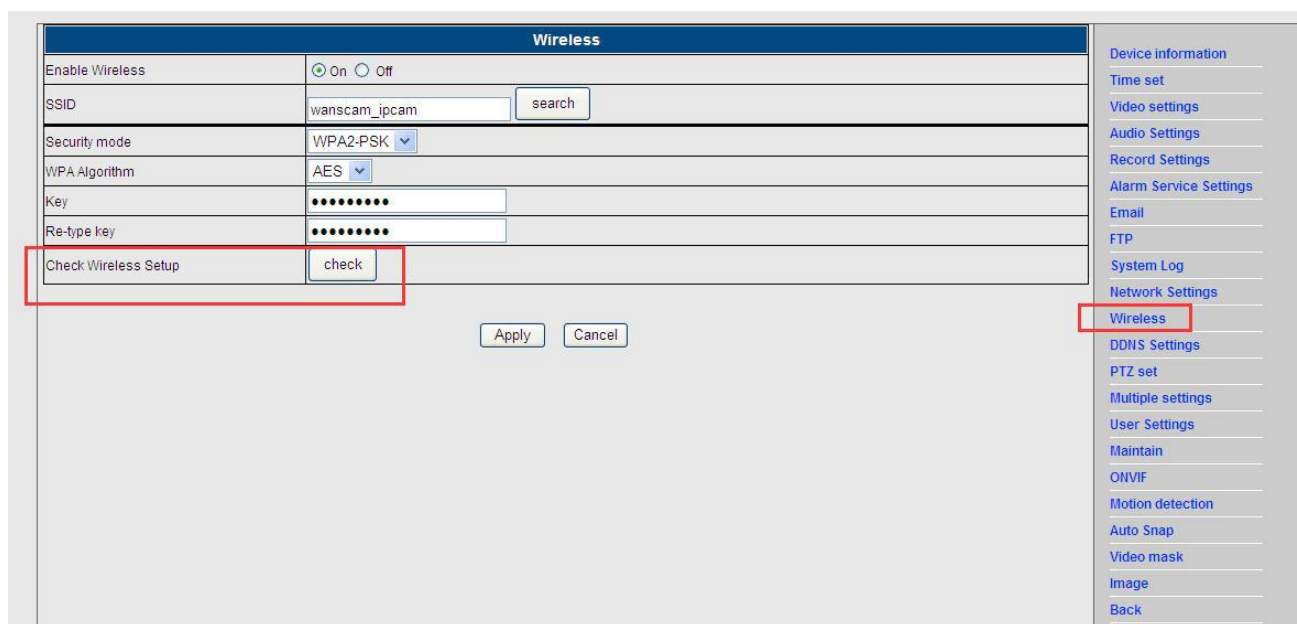 Wireless
Enable Wireless On Off
SSID wanscam_ipcam search
Security mode WPA2-PSK
WPA Algorithm AES
Key •••••••••
Re-type key •••••••••
Check Wireless Setup check
Apply Cancel
Device information
Time set
Video settings
Audio Settings
Record Settings
Alarm Service Settings
Email
FTP
System Log
Network Settings
Wireless
DDNS Settings
PTZ set
Multiple settings
User Settings
Maintain
ONVIF
Motion detection
Auto Snap
Video mask
Image
Back